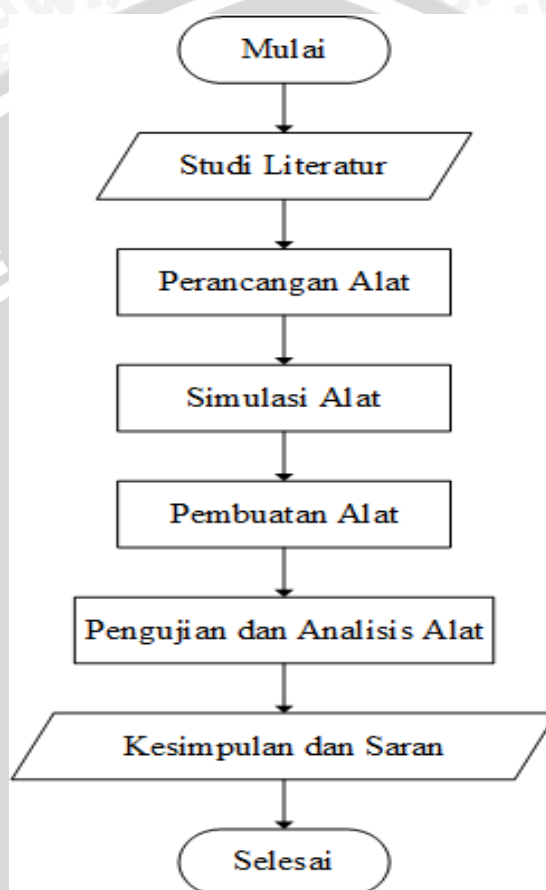 Mulai
Studi Literatur
Perancangan Alat
Simulasi Alat
Pembuatan Alat
Pengujian dan Analisis Alat
Kesimpulan dan Saran
Selesai